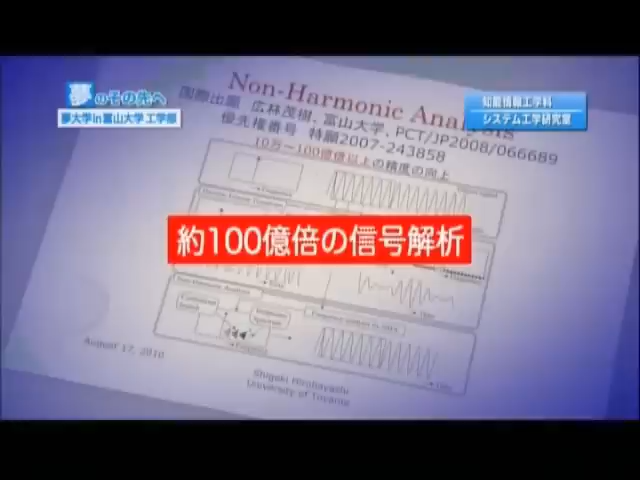 夢のその先へ
夢大学in富山大学工学部
知能情報工学科
システム工学研究室
Non-Harmonic Analysis
国際出願 広林茂樹, 富山大学, PCT/JP2008/066689
優先権番号 特願2007-243858
10万~100億倍以上の精度の向上
約100億倍の信号解析
August 17, 2010
Shigeki Hirobayashi
University of Toyama